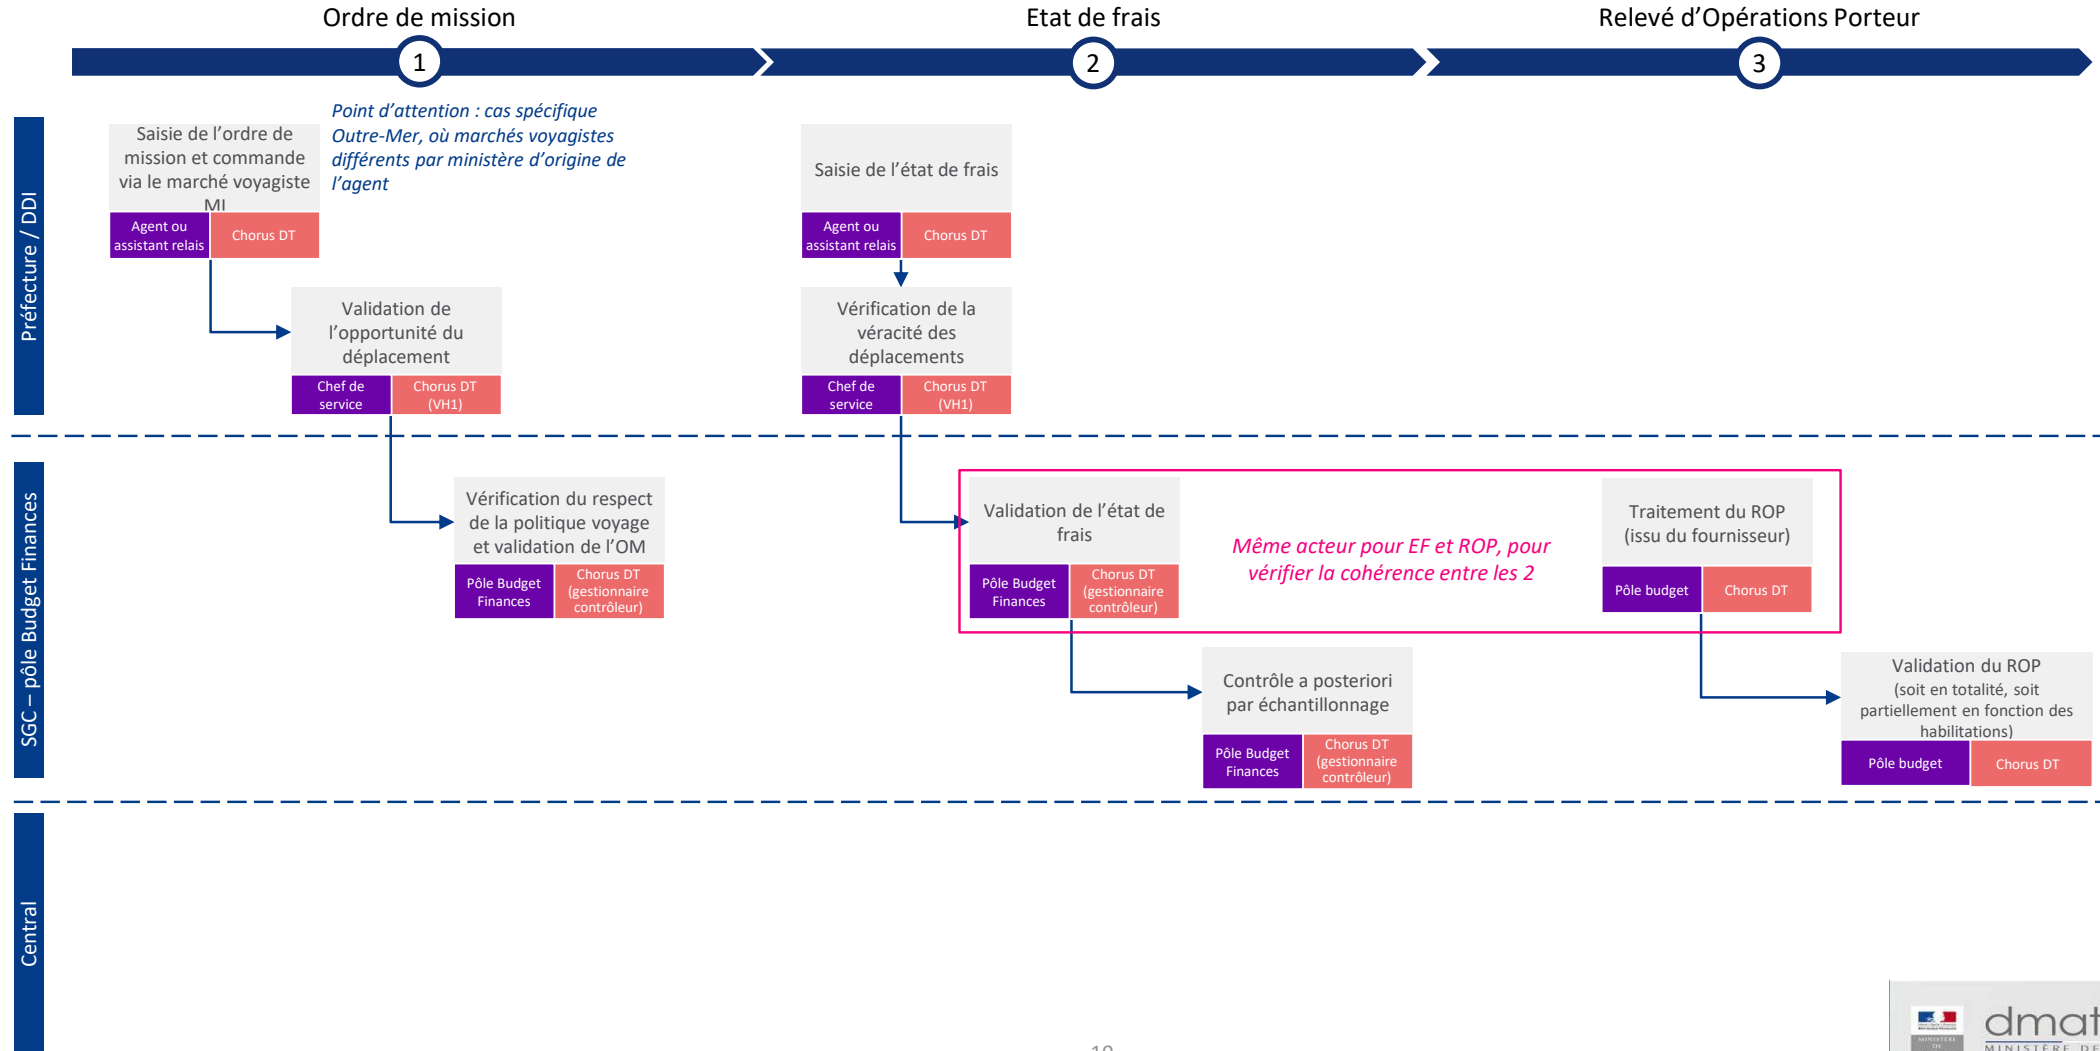 Ordre de mission
Etat de frais
Relevé d'Opérations Porteur
1
2
3
Préfecture / DDI
Saisie de l'ordre de
mission et commande
via le marché voyagiste
MI
Agent ou
assistant relais
Chorus DT
Point d'attention : cas spécifique
Outre-Mer, où marchés voyagistes
différents par ministère d'origine de
l'agent
Validation de
l'opportunité du
déplacement
Chef de
service
Chorus DT
(VH1)
Saisie de l'état de frais
Agent ou
assistant relais
Chorus DT
Vérification de la
véracité des
déplacements
Chef de
service
Chorus DT
(VH1)
SGC – pôle Budget Finances
Vérification du respect
de la politique voyage
et validation de l'OM
Pôle Budget
Finances
Chorus DT
(gestionnaire
contrôleur)
Validation de l'état de
frais
Pôle Budget
Finances
Chorus DT
(gestionnaire
contrôleur)
Même acteur pour EF et ROP, pour
vérifier la cohérence entre les 2
Traitement du ROP
(issu du fournisseur)
Pôle budget
Chorus DT
Contrôle a posteriori
par échantillonnage
Pôle Budget
Finances
Chorus DT
(gestionnaire
contrôleur)
Validation du ROP
(soit en totalité, soit
partiellement en fonction des
habilitations)
Pôle budget
Chorus DT
Central
dmat
MINISTÈRE
DE
MINISTÈRE DE